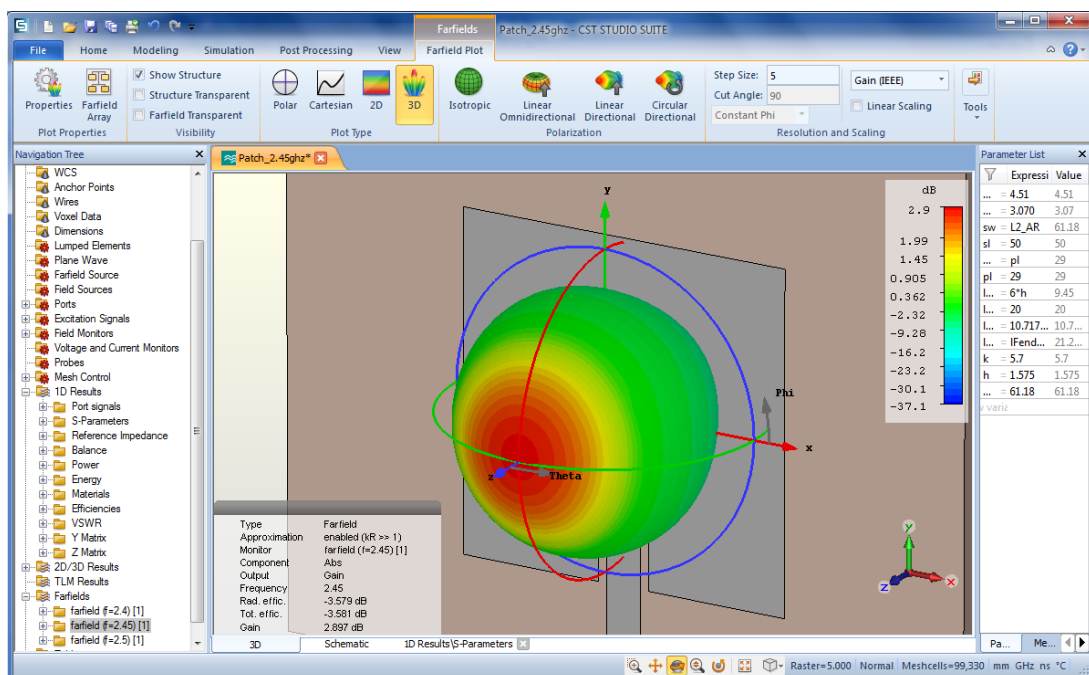 Farfields
Patch_2.45ghz - CST STUDIO SUITE
File Home Modeling Simulation Post Processing View Farfield Plot
Properties Farfield Array
Plot Properties
Show Structure
Structure Transparent
Farfield Transparent
Visibility
Polar Cartesian 2D 3D
Plot Type
Isotropic Linear Omnidirectional Linear Directional Circular Directional
Polarization
Step Size: 5
Cut Angle: 90
Constant Phi
Gain (IEEE)
Linear Scaling
Resolution and Scaling
Tools
Navigation Tree
WCS
Anchor Points
Wires
Voxel Data
Dimensions
Lumped Elements
Plane Wave
Farfield Source
Field Sources
Ports
Excitation Signals
Field Monitors
Voltage and Current Monitors
Probes
Mesh Control
1D Results
Port signals
S-Parameters
Reference Impedance
Balance
Power
Energy
Materials
Efficiencies
VSWR
Y Matrix
Z Matrix
2D/3D Results
TLM Results
Farfields
farfield (f=2.4) [1]
farfield (f=2.45) [1]
farfield (f=2.5) [1]
Patch_2.45ghz*
y
Phi
x
z
Theta
dB
2.9
1.99
1.45
0.905
0.362
-2.32
-9.28
-16.2
-23.2
-30.1
-37.1
Type Farfield
Approximation enabled (kR >> 1)
Monitor farfield (f=2.45) [1]
Component Abs
Output Gain
Frequency 2.45
Rad. effic. -3.579 dB
Tot. effic. -3.581 dB
Gain 2.897 dB
y
x
z
3D Schematic 1D Results\S-Parameters
Parameter List
Expressi Value
... = 4.51 4.51
... = 3.070 3.07
sw = L2_AR 61.18
sl = 50 50
... = pl 29
pl = 29 29
l... = 6*h 9.45
l... = 20 20
l... = 10.717... 10.7...
l... = lFend... 21.2...
k = 5.7 5.7
h = 1.575 1.575
... = 61.18 61.18
Pa... Me...
Raster=5.000 Normal Meshcells=99,330 mm GHz ns °C